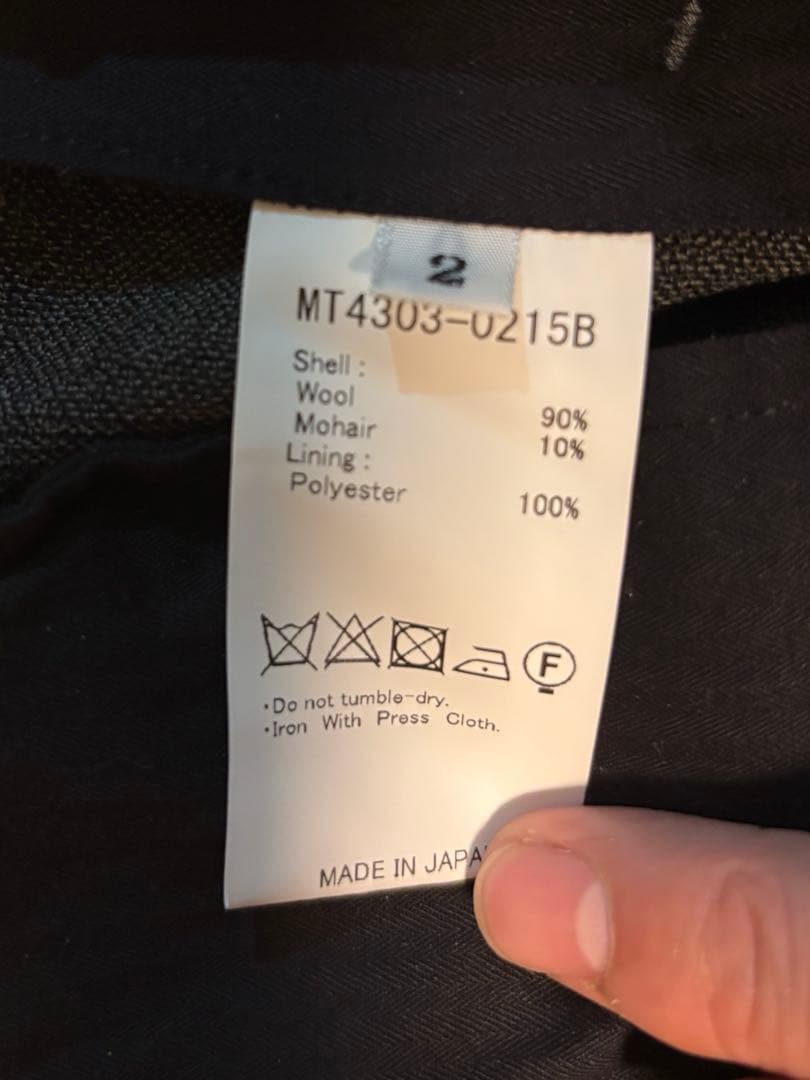 2
MT4303-0215B
Shell :
Wool 90%
Mohair 10%
Lining :
Polyester 100%
F
·Do not tumble-dry.
·Iron With Press Cloth.
MADE IN JAPA